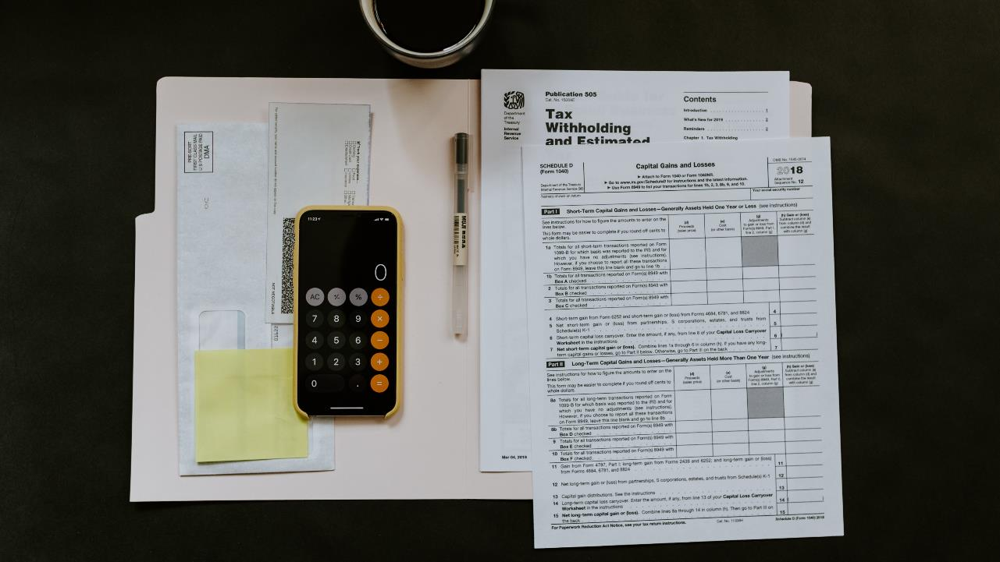 PRE-SORT
FIRST CLASS MAIL
U S POSTAGE PAID
DMA
NOT NEGOTIABLE
11:23
0
AC
%
÷
7
8
9
×
4
5
6
−
1
2
3
+
0
.
=
MUJI
Publication 505
Department
of the
Treasury
Internal
Revenue
Service
Tax
Withholding
and Estimated
Contents
Introduction 1
What's New for 2019 2
Reminders 2
Chapter 1. Tax Withholding
Mar 04, 2019
SCHEDULE D
(Form 1040)
Department of the Treasury
Internal Revenue Service (99)
Name(s) shown on return
Capital Gains and Losses
▶ Attach to Form 1040 or Form 1040NR.
▶ Go to www.irs.gov/ScheduleD for instructions and the latest information.
▶ Use Form 8949 to list your transactions for lines 1b, 2, 3, 8b, 9, and 10.
OMB No. 1545-0074
2018
Attachment
Sequence No. 12
Your social security number
Part I Short-Term Capital Gains and Losses—Generally Assets Held One Year or Less (see instructions)
See instructions for how to figure the amounts to enter on the
lines below.
This form may be easier to complete if you round off cents to
whole dollars.
(d)
Proceeds
(sales price)
(e)
Cost
(or other basis)
(g)
Adjustments
to gain or loss from
Form(s) 8949, Part I,
line 2, column (g)
(h) Gain or (loss)
Subtract column (e)
from column (d) and
combine the result
with column (g)
1a Totals for all short-term transactions reported on Form
1099-B for which basis was reported to the IRS and for
which you have no adjustments (see instructions).
However, if you choose to report all these transactions
on Form 8949, leave this line blank and go to line 1b
1b Totals for all transactions reported on Form(s) 8949 with
Box A checked
2 Totals for all transactions reported on Form(s) 8949 with
Box B checked
3 Totals for all transactions reported on Form(s) 8949 with
Box C checked
4 Short-term gain from Form 6252 and short-term gain or (loss) from Forms 4684, 6781, and 8824 4
5 Net short-term gain or (loss) from partnerships, S corporations, estates, and trusts from
Schedule(s) K-1 5
6 Short-term capital loss carryover. Enter the amount, if any, from line 8 of your Capital Loss Carryover
Worksheet in the instructions 6
7 Net short-term capital gain or (loss). Combine lines 1a through 6 in column (h). If you have any long-
term capital gains or losses, go to Part II below. Otherwise, go to Part III on the back 7
Part II Long-Term Capital Gains and Losses—Generally Assets Held More Than One Year (see instructions)
See instructions for how to figure the amounts to enter on the
lines below.
This form may be easier to complete if you round off cents to
whole dollars.
(d)
Proceeds
(sales price)
(e)
Cost
(or other basis)
(g)
Adjustments
to gain or loss from
Form(s) 8949, Part II,
line 2, column (g)
(h) Gain or (loss)
Subtract column (e)
from column (d) and
combine the result
with column (g)
8a Totals for all long-term transactions reported on Form
1099-B for which basis was reported to the IRS and for
which you have no adjustments (see instructions).
However, if you choose to report all these transactions
on Form 8949, leave this line blank and go to line 8b
8b Totals for all transactions reported on Form(s) 8949 with
Box D checked
9 Totals for all transactions reported on Form(s) 8949 with
Box E checked
10 Totals for all transactions reported on Form(s) 8949 with
Box F checked
11 Gain from Form 4797, Part I; long-term gain from Forms 2439 and 6252; and long-term gain or (loss)
from Forms 4684, 6781, and 8824 11
12 Net long-term gain or (loss) from partnerships, S corporations, estates, and trusts from Schedule(s) K-1 12
13 Capital gain distributions. See the instructions 13
14 Long-term capital loss carryover. Enter the amount, if any, from line 13 of your Capital Loss Carryover
Worksheet in the instructions 14
15 Net long-term capital gain or (loss). Combine lines 8a through 14 in column (h). Then go to Part III on
the back 15
For Paperwork Reduction Act Notice, see your tax return instructions.
Cat. No. 11338H
Schedule D (Form 1040) 2018